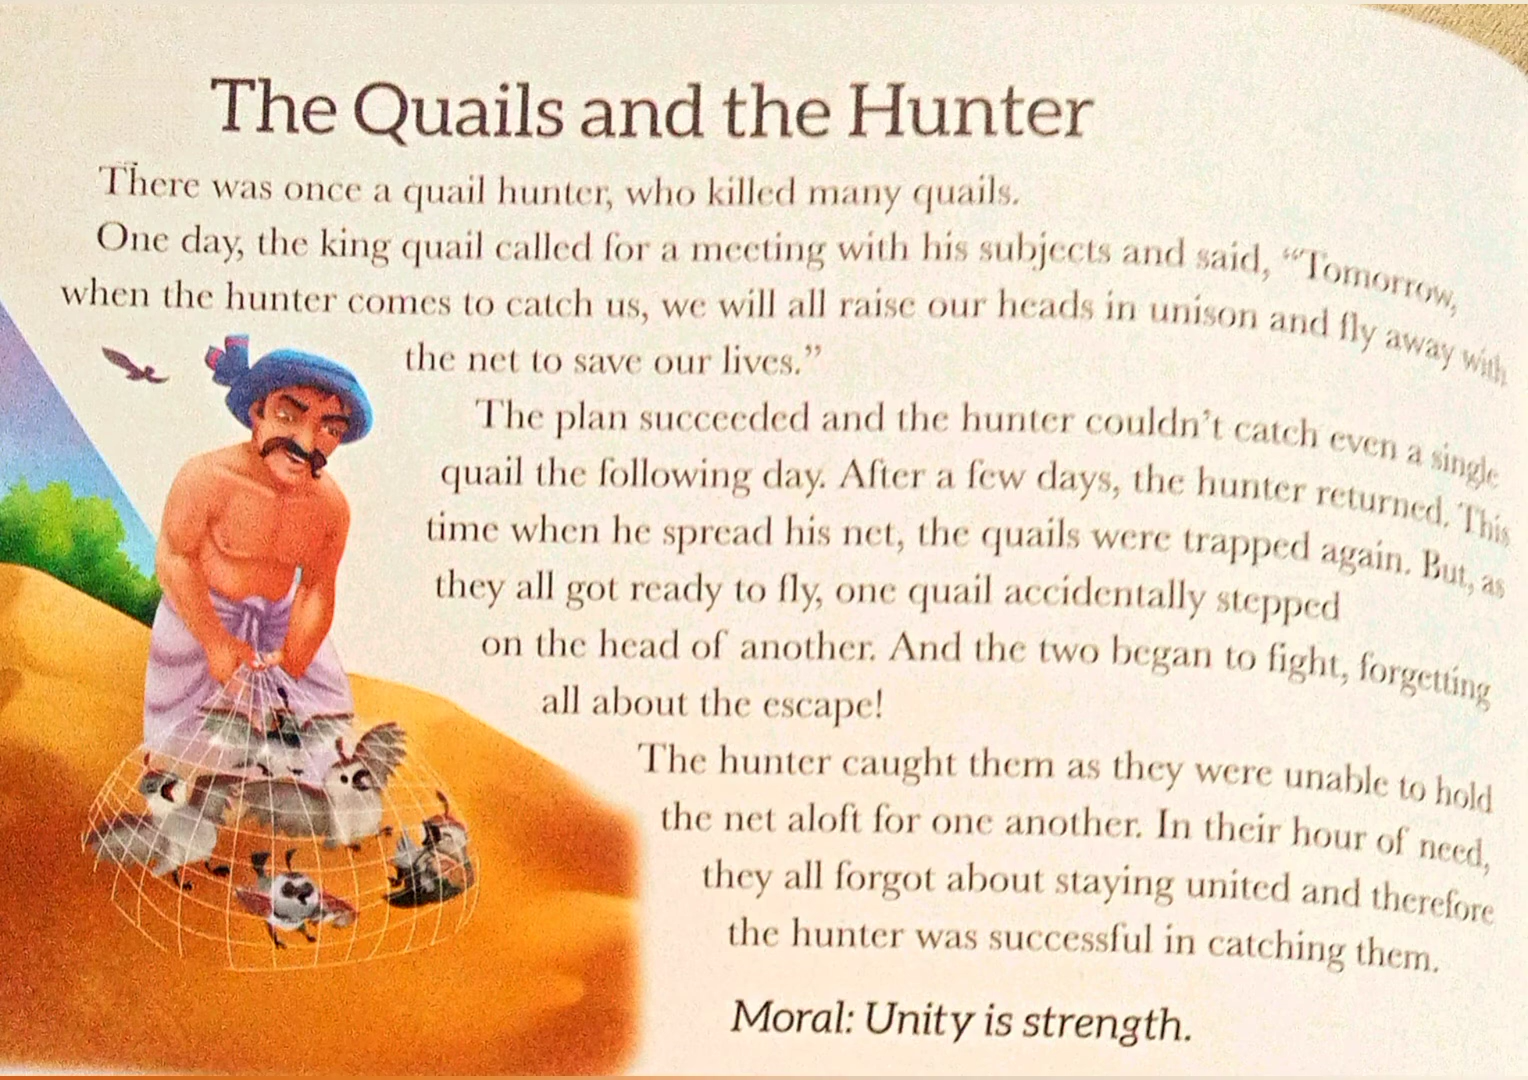 The Quails and the Hunter
There was once a quail hunter, who killed many quails.
One day, the king quail called for a meeting with his subjects and said, “Tomorrow,
when the hunter comes to catch us, we will all raise our heads in unison and fly away with
the net to save our lives.”
The plan succeeded and the hunter couldn’t catch even a single
quail the following day. After a few days, the hunter returned. This
time when he spread his net, the quails were trapped again. But, as
they all got ready to fly, one quail accidentally stepped
on the head of another. And the two began to fight, forgetting
all about the escape!
The hunter caught them as they were unable to hold
the net aloft for one another. In their hour of need,
they all forgot about staying united and therefore
the hunter was successful in catching them.
Moral: Unity is strength.